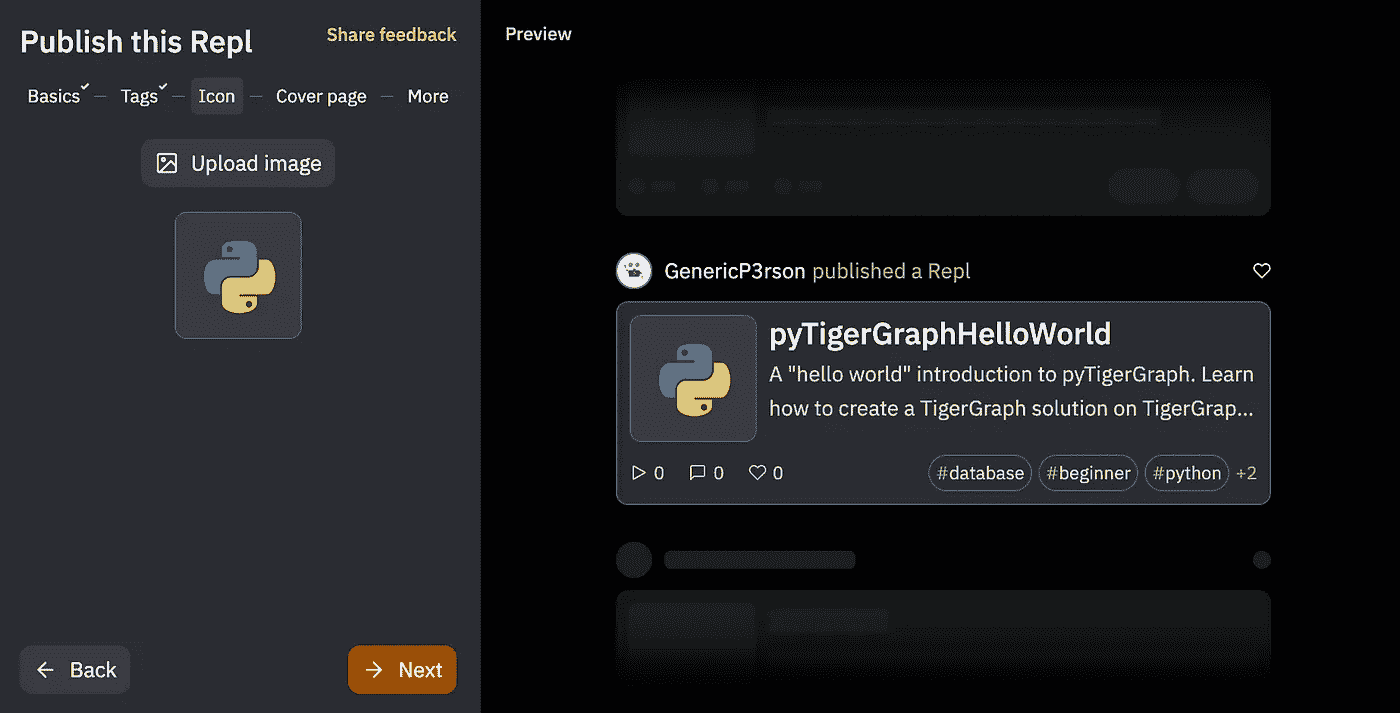 Publish this Repl
Share feedback
Basics
Tags
Icon
Cover page
More
Upload image
Back
Next
Preview
GenericP3rson published a Repl
pyTigerGraphHelloWorld
A "hello world" introduction to pyTigerGraph. Learn
how to create a TigerGraph solution on TigerGrap...
0
0
0
#database
#beginner
#python
+2